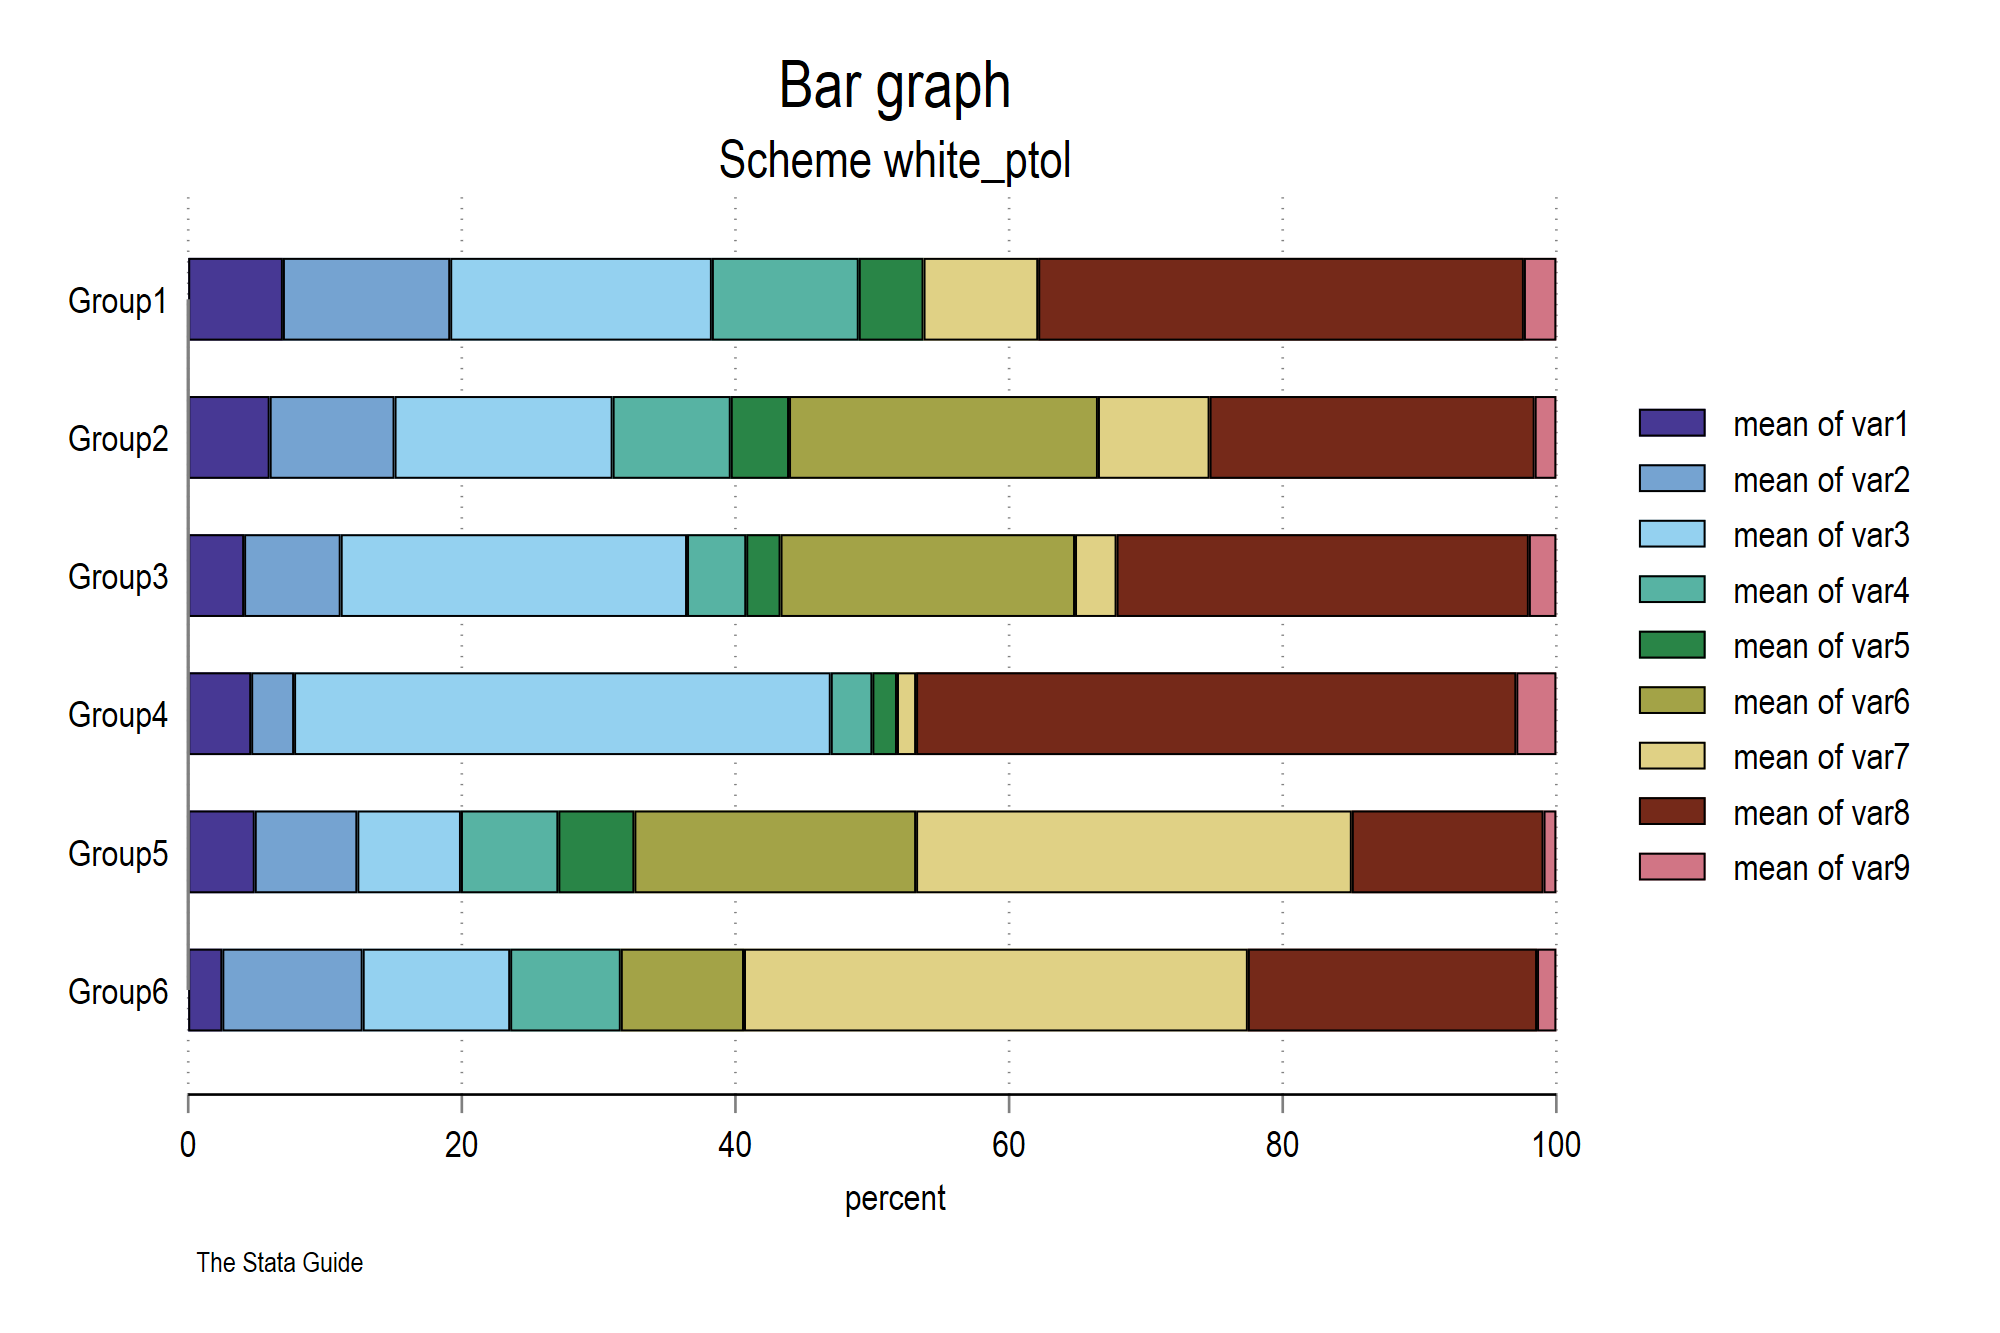 Bar graph
Scheme white_ptol
Group1
Group2
Group3
Group4
Group5
Group6
0 20 40 60 80 100
percent
mean of var1
mean of var2
mean of var3
mean of var4
mean of var5
mean of var6
mean of var7
mean of var8
mean of var9
The Stata Guide